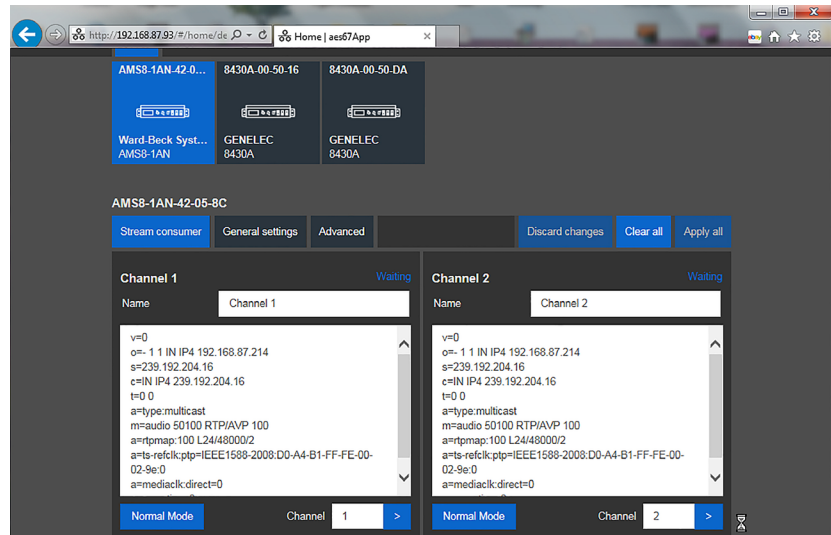 http://192.168.87.93/#/home/de
Home | aes67App
ebay
AMS8-1AN-42-0...
8430A-00-50-16
8430A-00-50-DA
Ward-Beck Syst...
GENELEC
GENELEC
AMS8-1AN
8430A
8430A
AMS8-1AN-42-05-8C
Stream consumer
General settings
Advanced
Discard changes
Clear all
Apply all
Channel 1
Waiting
Name
Channel 1
v=0
o=- 1 1 IN IP4 192.168.87.214
s=239.192.204.16
c=IN IP4 239.192.204.16
t=0 0
a=type:multicast
m=audio 50100 RTP/AVP 100
a=rtpmap:100 L24/48000/2
a=ts-refclk:ptp=IEEE1588-2008:D0-A4-B1-FF-FE-00-
02-9e:0
a=mediaclk:direct=0
Normal Mode
Channel
1
>
Channel 2
Waiting
Name
Channel 2
v=0
o=- 1 1 IN IP4 192.168.87.214
s=239.192.204.16
c=IN IP4 239.192.204.16
t=0 0
a=type:multicast
m=audio 50100 RTP/AVP 100
a=rtpmap:100 L24/48000/2
a=ts-refclk:ptp=IEEE1588-2008:D0-A4-B1-FF-FE-00-
02-9e:0
a=mediaclk:direct=0
Normal Mode
Channel
2
>